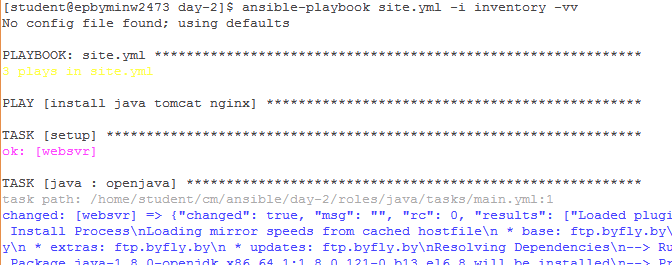 [student@epbyminw2473 day-2]$ ansible-playbook site.yml -i inventory -vv
No config file found; using defaults
PLAYBOOK: site.yml **************************************************************
3 plays in site.yml
PLAY [install java tomcat nginx] ************************************************
TASK [setup] ********************************************************************
ok: [websvr]
TASK [java : openjava] **********************************************************
task path: /home/student/cm/ansible/day-2/roles/java/tasks/main.yml:1
changed: [websvr] => {"changed": true, "msg": "", "rc": 0, "results": ["Loaded plugi
Install Process\nLoading mirror speeds from cached hostfile\n * base: ftp.byfly.by\
y\n * extras: ftp.byfly.by\n * updates: ftp.byfly.by\nResolving Dependencies\n--> Ru
Package java-1.8.0-openjdk.x86_64 1:1.8.0.121-0.b13.el6_8 will be installed\n--> Pr